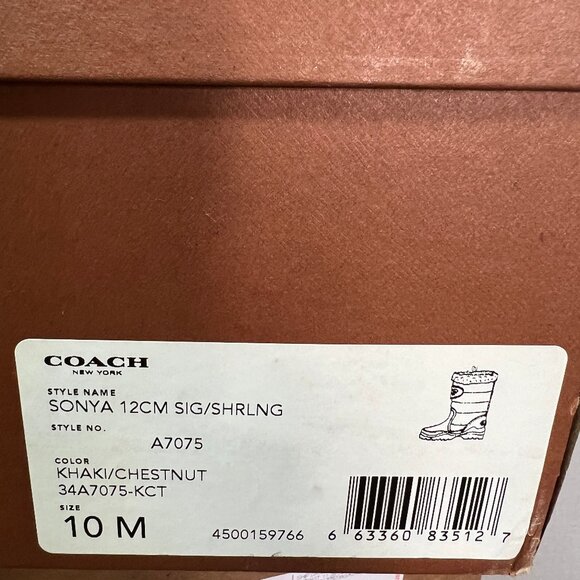 COACH
NEW YORK
STYLE NAME
SONYA 12CM SIG/SHRLNG
STYLE NO.
A7075
COLOR
KHAKI/CHESTNUT
34A7075-KCT
SIZE
10 M
4500159766
6 63360 83512 7